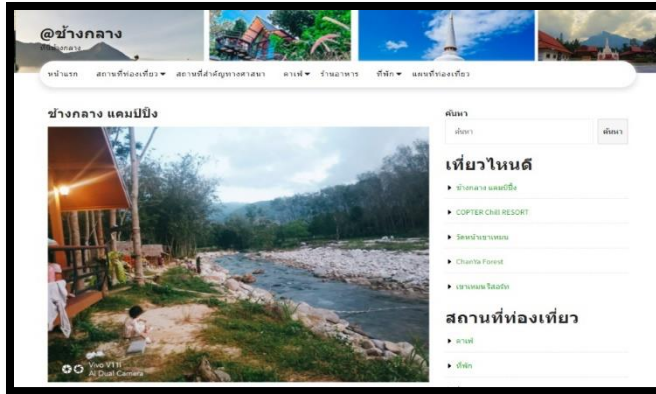 @ช้างกลาง
หน้าแรก สถานที่ท่องเที่ยว สถานที่สำคัญทางศาสนา คาเฟ่ ร้านอาหาร ที่พัก แผนที่ท่องเที่ยว
ช้างกลาง แคมป์ปิ้ง
ค้นหา
ค้นหา ค้นหา
เที่ยวไหนดี
ช้างกลาง แคมป์ปิ้ง
COPTER Chill RESORT
วัดหน้าเขาเหมน
ChanYa Forest
เขาเหมน รีสอร์ท
สถานที่ท่องเที่ยว
คาเฟ่
ที่พัก
Vivo V11i
AI Dual Camera